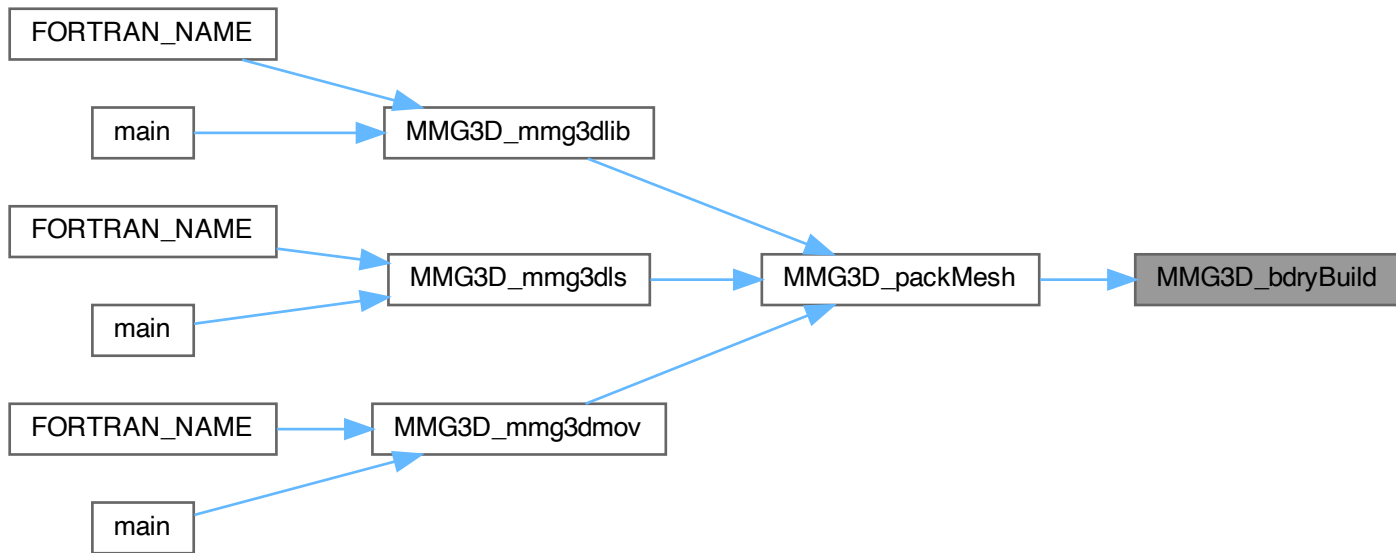 FORTRAN_NAME
main
MMG3D_mmg3dlib
FORTRAN_NAME
main
MMG3D_mmg3dls
MMG3D_packMesh
MMG3D_bdryBuild
FORTRAN_NAME
main
MMG3D_mmg3dmov